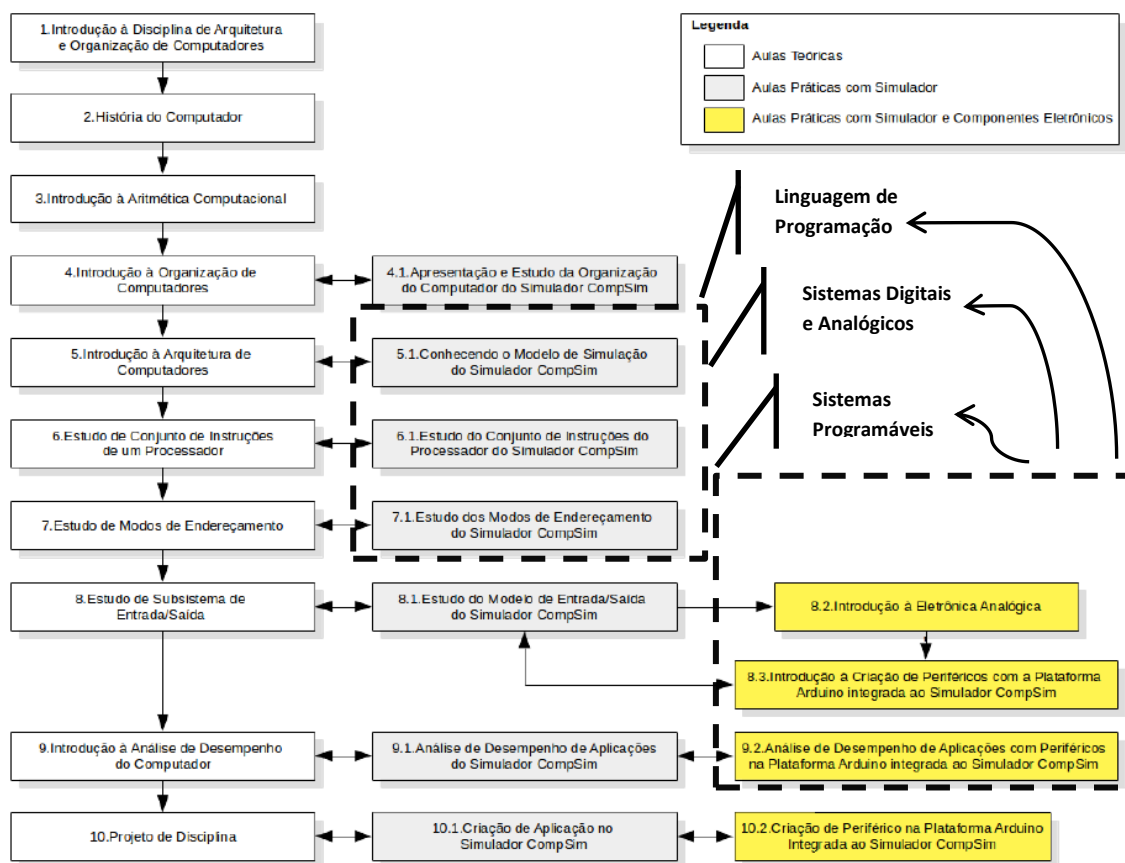 1.Introdução à Disciplina de Arquitetura
e Organização de Computadores
2.História do Computador
3.Introdução à Aritmética Computacional
4.Introdução à Organização de
Computadores
4.1.Apresentação e Estudo da Organização
do Computador do Simulador CompSim
5.Introdução à Arquitetura de
Computadores
5.1.Conhecendo o Modelo de Simulação
do Simulador CompSim
6.Estudo de Conjunto de Instruções
de um Processador
6.1.Estudo do Conjunto de Instruções do
Processador do Simulador CompSim
7.Estudo de Modos de Endereçamento
7.1.Estudo dos Modos de Endereçamento
do Simulador CompSim
8.Estudo de Subsistema de
Entrada/Saída
8.1.Estudo do Modelo de Entrada/Saída
do Simulador CompSim
8.2.Introdução à Eletrônica Analógica
8.3.Introdução à Criação de Periféricos com a Plataforma
Arduino integrada ao Simulador CompSim
9.Introdução à Análise de Desempenho
do Computador
9.1.Análise de Desempenho de Aplicações
do Simulador CompSim
9.2.Análise de Desempenho de Aplicações com Periféricos
na Plataforma Arduino integrada ao Simulador CompSim
10.Projeto de Disciplina
10.1.Criação de Aplicação no
Simulador CompSim
10.2.Criação de Periférico na Plataforma Arduino
Integrada ao Simulador CompSim
Legenda
Aulas Teóricas
Aulas Práticas com Simulador
Aulas Práticas com Simulador e Componentes Eletrônicos
Linguagem de
Programação
Sistemas Digitais
e Analógicos
Sistemas
Programáveis